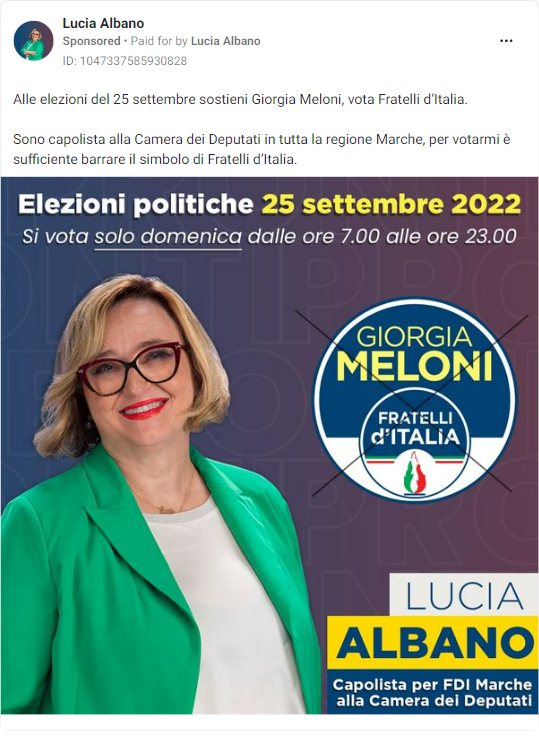 Lucia Albano
Sponsored • Paid for by Lucia Albano
ID: 1047337585930828
Alle elezioni del 25 settembre sostieni Giorgia Meloni, vota Fratelli d'Italia.
Sono capolista alla Camera dei Deputati in tutta la regione Marche, per votarmi è
sufficiente barrare il simbolo di Fratelli d'Italia.
Elezioni politiche 25 settembre 2022
Si vota solo domenica dalle ore 7.00 alle ore 23.00
GIORGIA
MELONI
FRATELLI
d'ITALIA
LUCIA
ALBANO
Capolista per FDI Marche
alla Camera dei Deputati